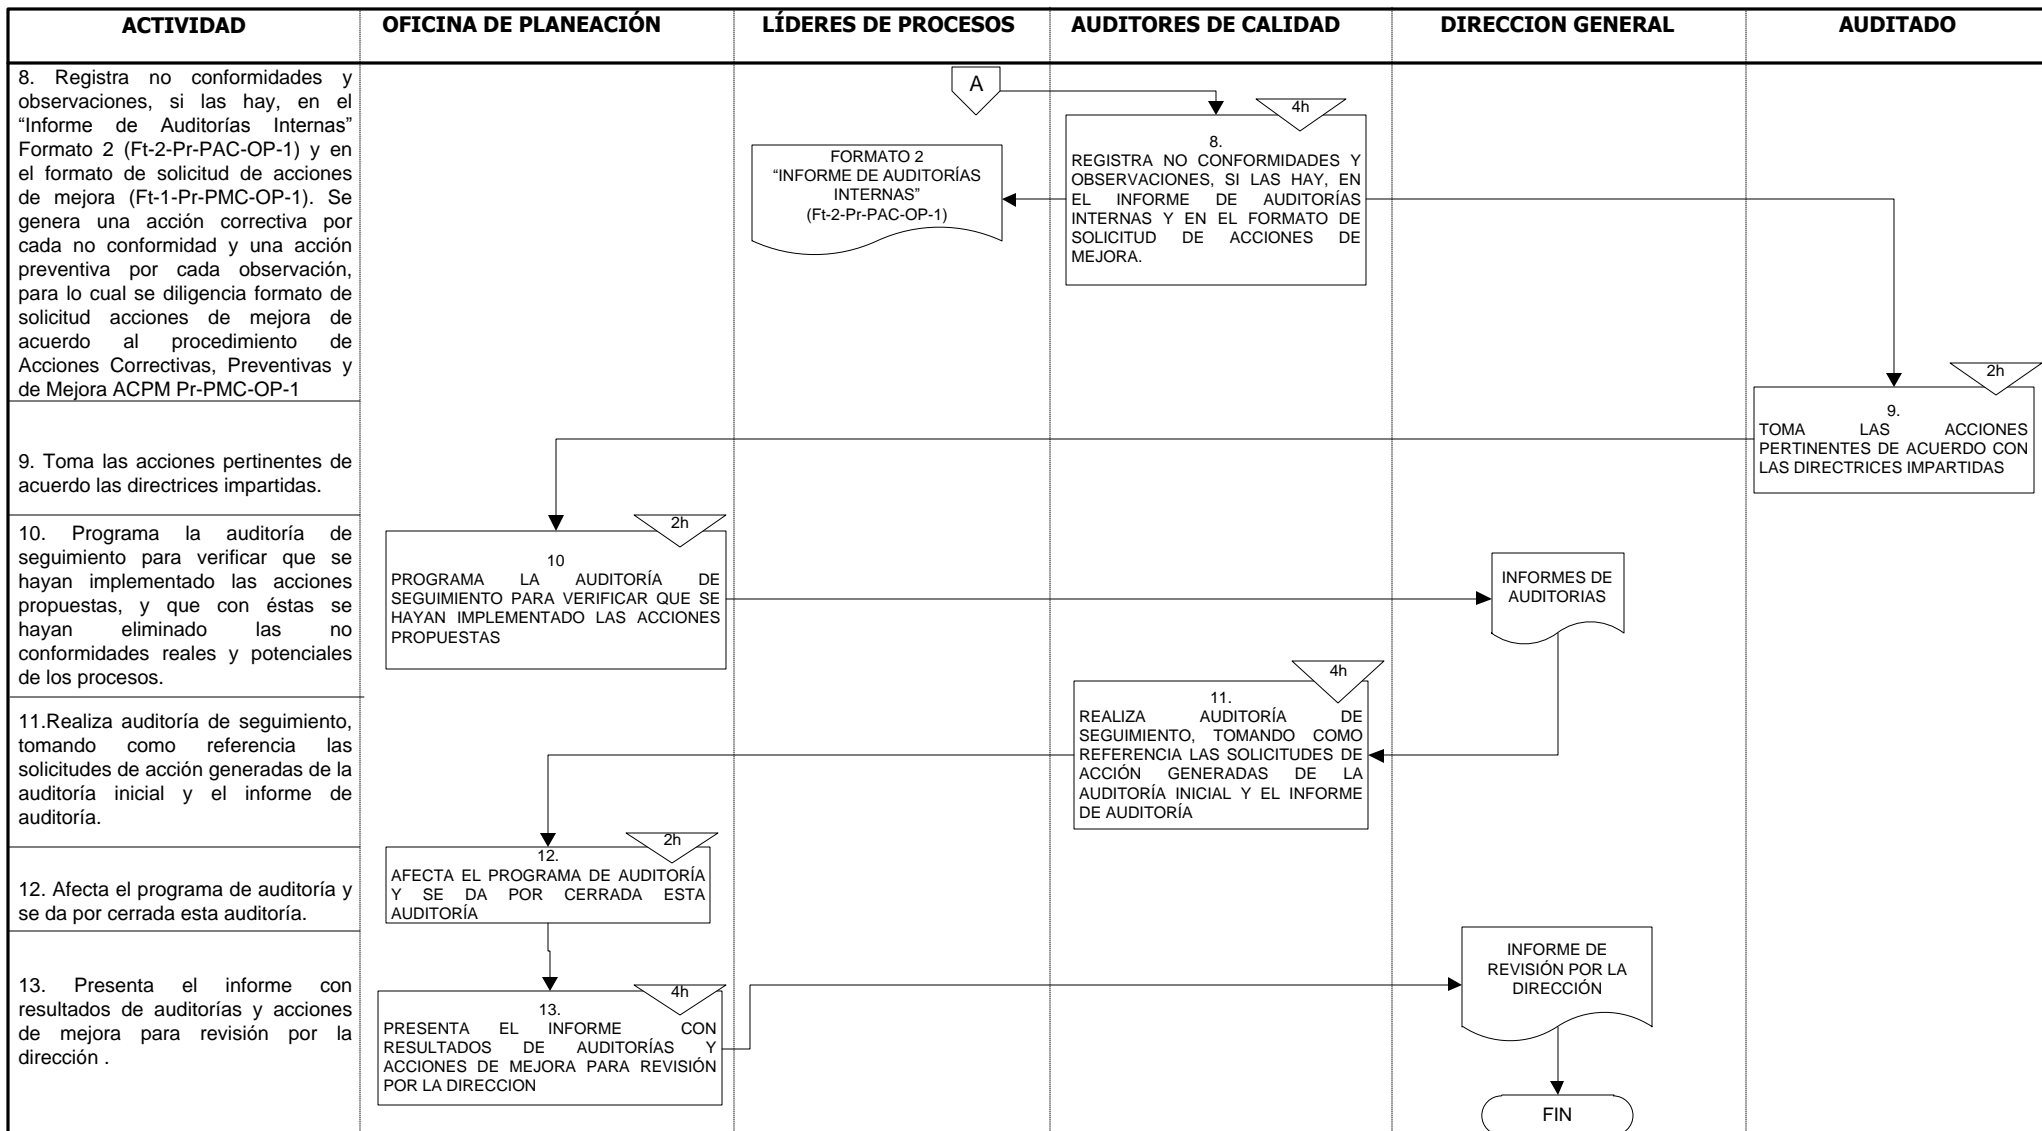 ACTIVIDAD
OFICINA DE PLANEACIÓN
LÍDERES DE PROCESOS
AUDITORES DE CALIDAD
DIRECCION GENERAL
AUDITADO
8. Registra no conformidades y
observaciones, si las hay, en el
“Informe de Auditorías Internas”
Formato 2 (Ft-2-Pr-PAC-OP-1) y en
el formato de solicitud de acciones
de mejora (Ft-1-Pr-PMC-OP-1). Se
genera una acción correctiva por
cada no conformidad y una acción
preventiva por cada observación,
para lo cual se diligencia formato de
solicitud acciones de mejora de
acuerdo al procedimiento de
Acciones Correctivas, Preventivas y
de Mejora ACPM Pr-PMC-OP-1
A
FORMATO 2
“INFORME DE AUDITORÍAS
INTERNAS”
(Ft-2-Pr-PAC-OP-1)
4h
8.
REGISTRA NO CONFORMIDADES Y
OBSERVACIONES, SI LAS HAY, EN
EL INFORME DE AUDITORÍAS
INTERNAS Y EN EL FORMATO DE
SOLICITUD DE ACCIONES DE
MEJORA.
9. Toma las acciones pertinentes de
acuerdo las directrices impartidas.
2h
9.
TOMA LAS ACCIONES
PERTINENTES DE ACUERDO CON
LAS DIRECTRICES IMPARTIDAS
10. Programa la auditoría de
seguimiento para verificar que se
hayan implementado las acciones
propuestas, y que con éstas se
hayan eliminado las no
conformidades reales y potenciales
de los procesos.
2h
10
PROGRAMA LA AUDITORÍA DE
SEGUIMIENTO PARA VERIFICAR QUE SE
HAYAN IMPLEMENTADO LAS ACCIONES
PROPUESTAS
INFORMES DE
AUDITORIAS
11.Realiza auditoría de seguimiento,
tomando como referencia las
solicitudes de acción generadas de la
auditoría inicial y el informe de
auditoría.
4h
11.
REALIZA AUDITORÍA DE
SEGUIMIENTO, TOMANDO COMO
REFERENCIA LAS SOLICITUDES DE
ACCIÓN GENERADAS DE LA
AUDITORÍA INICIAL Y EL INFORME
DE AUDITORÍA
12. Afecta el programa de auditoría y
se da por cerrada esta auditoría.
2h
12.
AFECTA EL PROGRAMA DE AUDITORÍA
Y SE DA POR CERRADA ESTA
AUDITORÍA
13. Presenta el informe con
resultados de auditorías y acciones
de mejora para revisión por la
dirección .
4h
13.
PRESENTA EL INFORME CON
RESULTADOS DE AUDITORÍAS Y
ACCIONES DE MEJORA PARA REVISIÓN
POR LA DIRECCION
INFORME DE
REVISIÓN POR LA
DIRECCIÓN
FIN